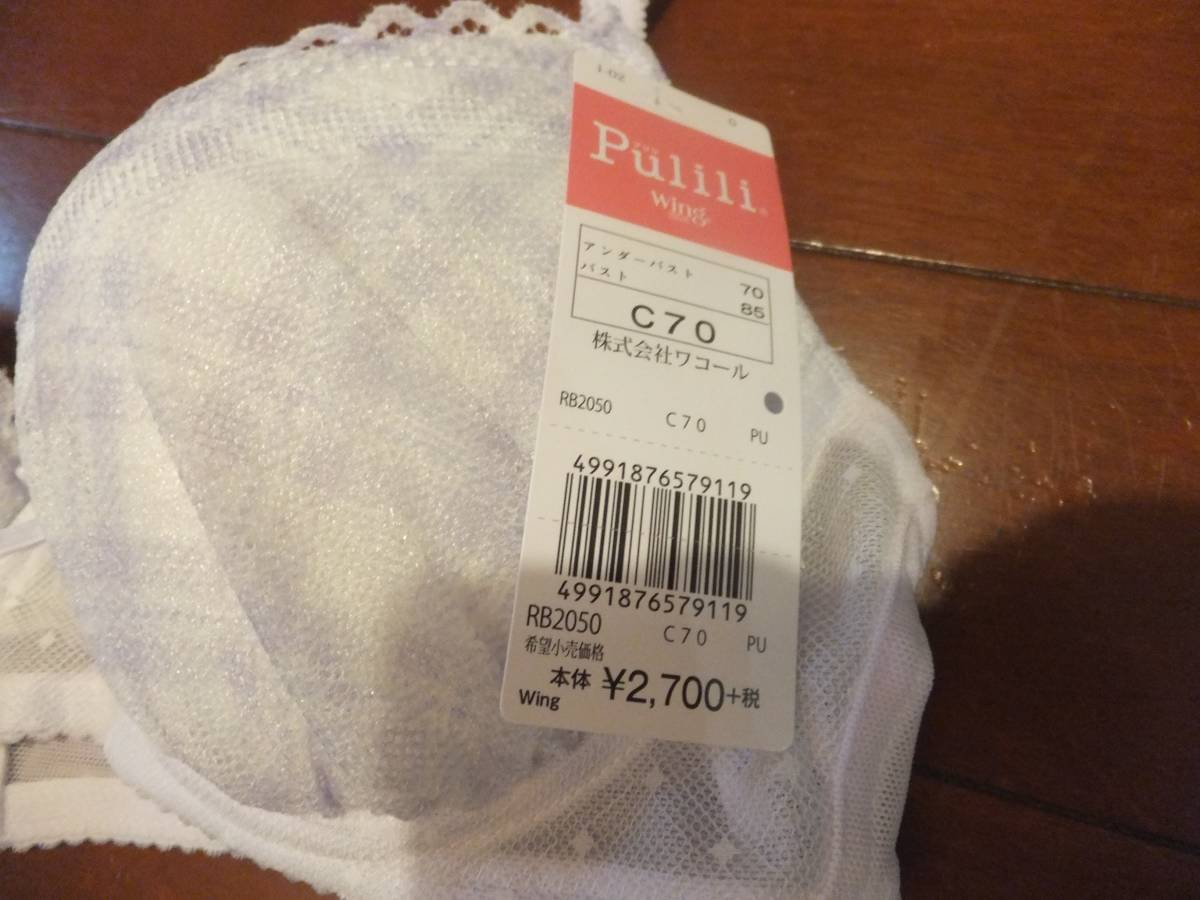 Pulili®
Wing
アンダーバスト 70
バスト 85
C70
株式会社ワコール
RB2050 C70 PU
4991876579119
4991876579119
RB2050 C70 PU
希望小売価格
本体 ¥2,700+税
Wing